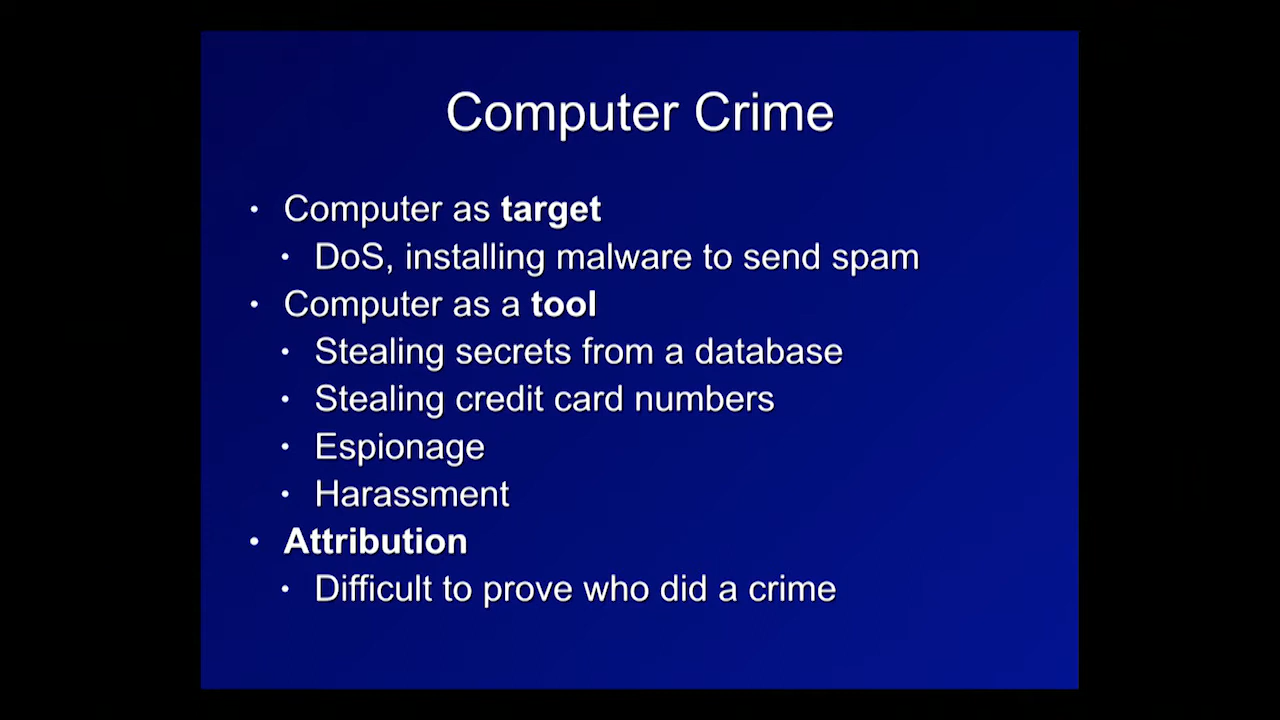 Computer Crime
• Computer as target
• DoS, installing malware to send spam
• Computer as a tool
• Stealing secrets from a database
• Stealing credit card numbers
• Espionage
• Harassment
• Attribution
• Difficult to prove who did a crime